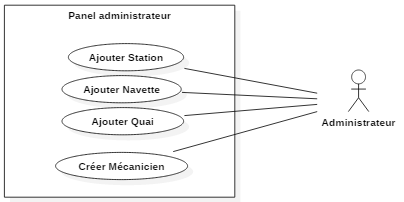 Panel administrateur
Ajouter Station
Ajouter Navette
Ajouter Quai
Administrateur
Créer Mécanicien